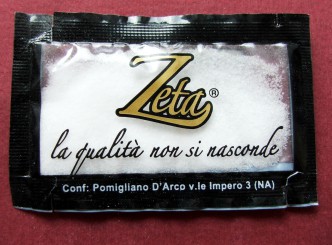 Zeta®
la qualità non si nasconde
Conf: Pomigliano D'Arco v.le Impero 3 (NA)